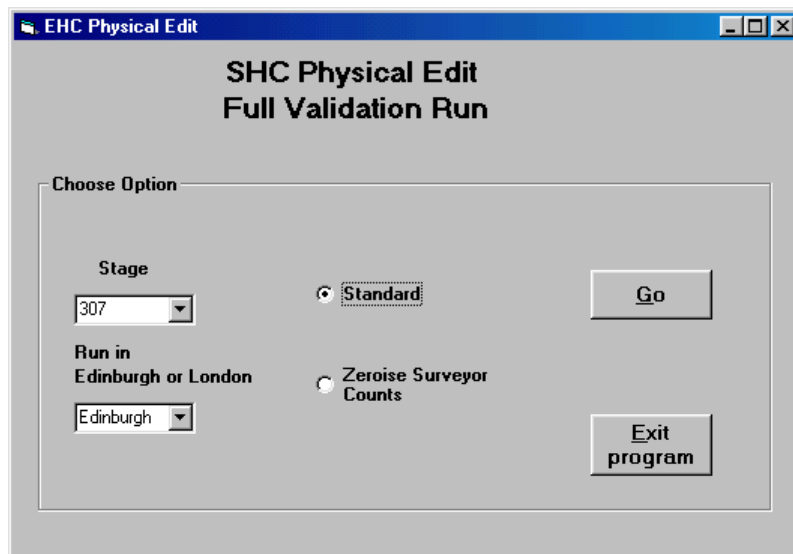 EHC Physical Edit
SHC Physical Edit
Full Validation Run
Choose Option
Stage
307
Run in
Edinburgh or London
Edinburgh
Standard
Zeroise Surveyor
Counts
Go
Exit
program